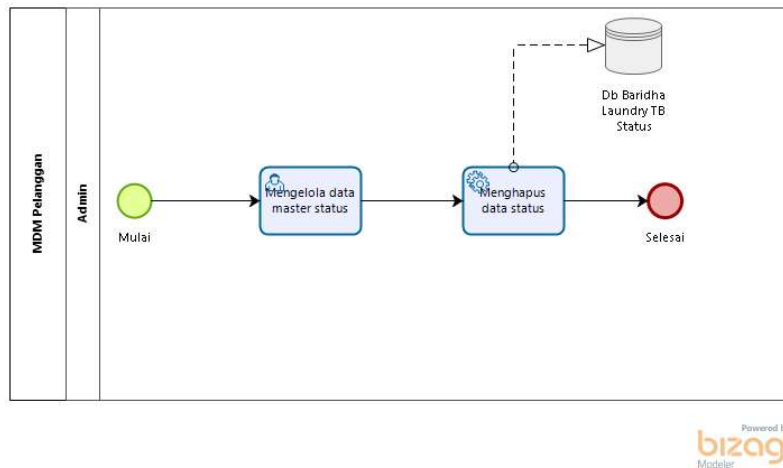 MDM Pelanggan
Admin
Mulai
Mengelola data
master status
Menghapus
data status
Db Baridha
Laundry TB
Status
Selesai
Powered b
bizag
Modeler